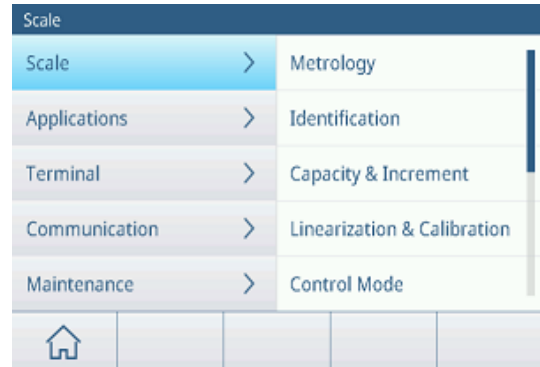 Scale
Scale
Applications
Terminal
Communication
Maintenance
Metrology
Identification
Capacity & Increment
Linearization & Calibration
Control Mode